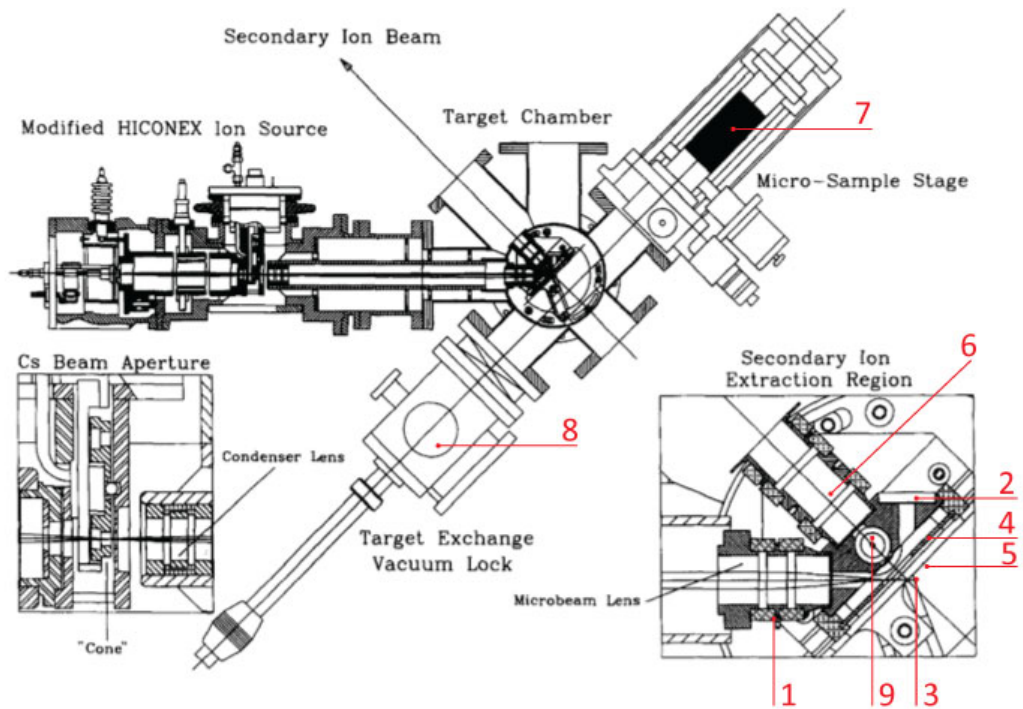 Secondary Ion Beam
Modified HICONEX Ion Source
Target Chamber
7
Micro-Sample Stage
Cs Beam Aperture
Condenser Lens
"Cone"
8
Target Exchange
Vacuum Lock
Secondary Ion
Extraction Region
6
2
4
5
Microbeam Lens
1
9
3